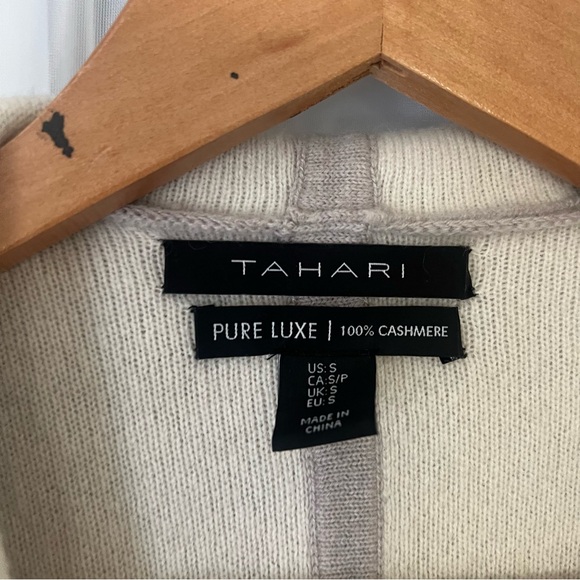 TAHARI
PURE LUXE | 100% CASHMERE
US: S
CA: S/P
UK: S
EU: S
MADE IN
CHINA